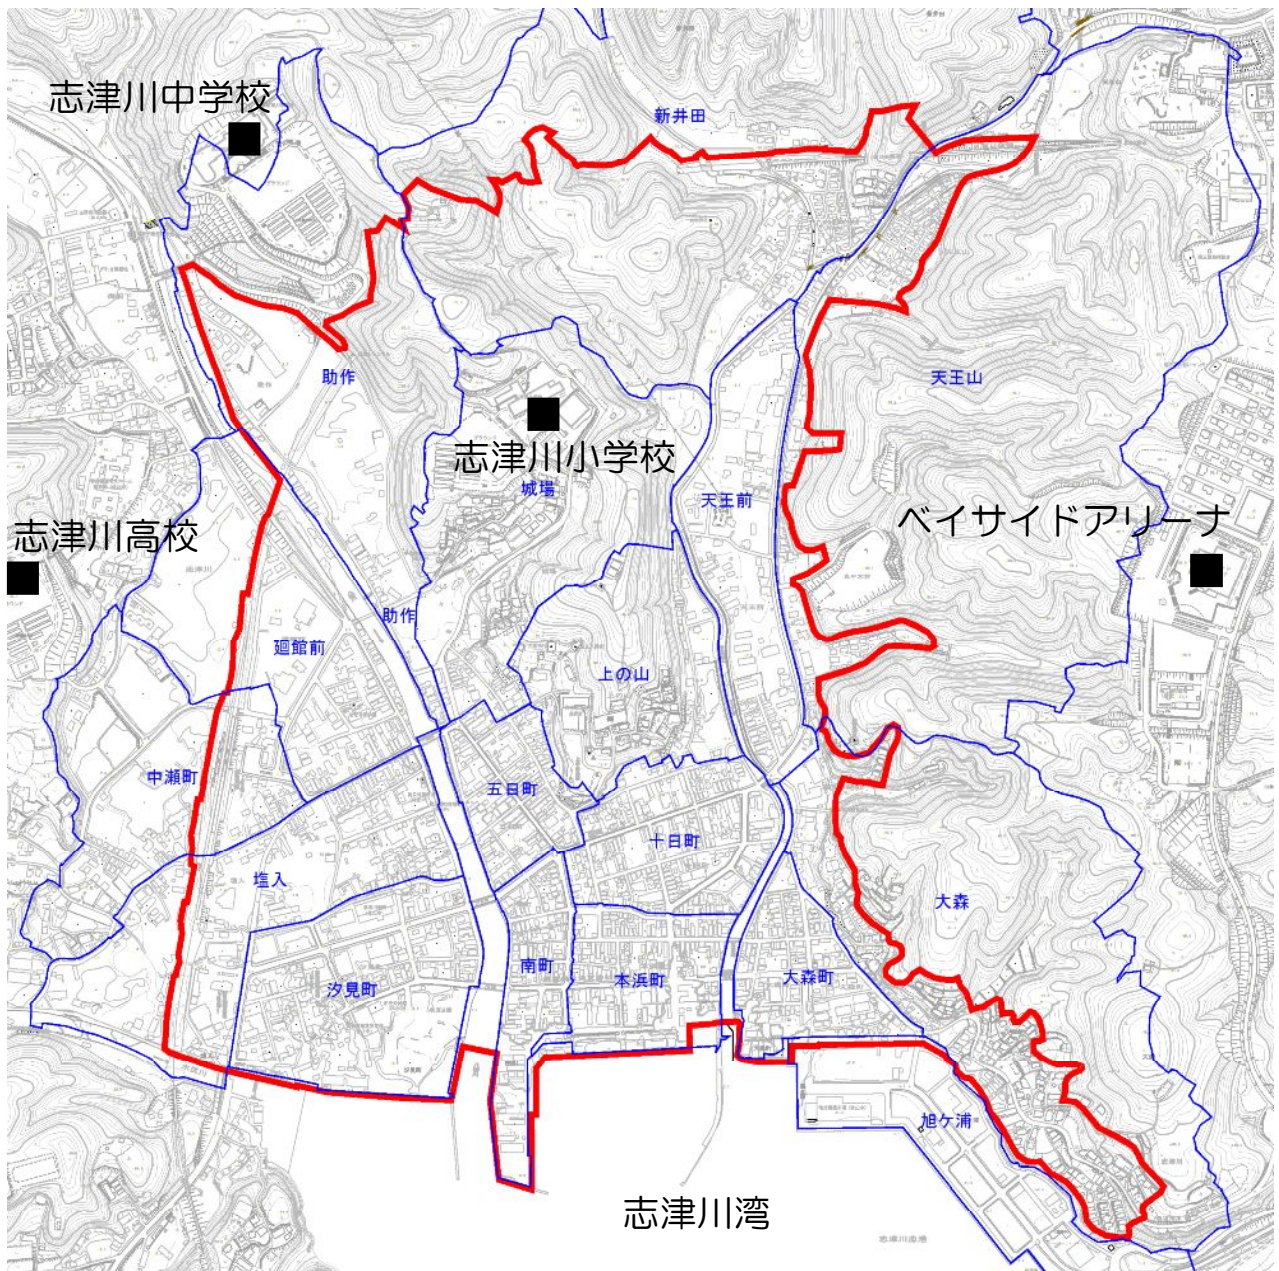 志津川中学校
新井田
助作
天王山
志津川小学校
城場
天王前
ベイサイドアリーナ
志津川高校
助作
廻館前
上の山
中瀬町
五日町
十日町
塩入
大森
南町
本浜町
大森町
汐見町
旭ケ浦
志津川湾
志津川港